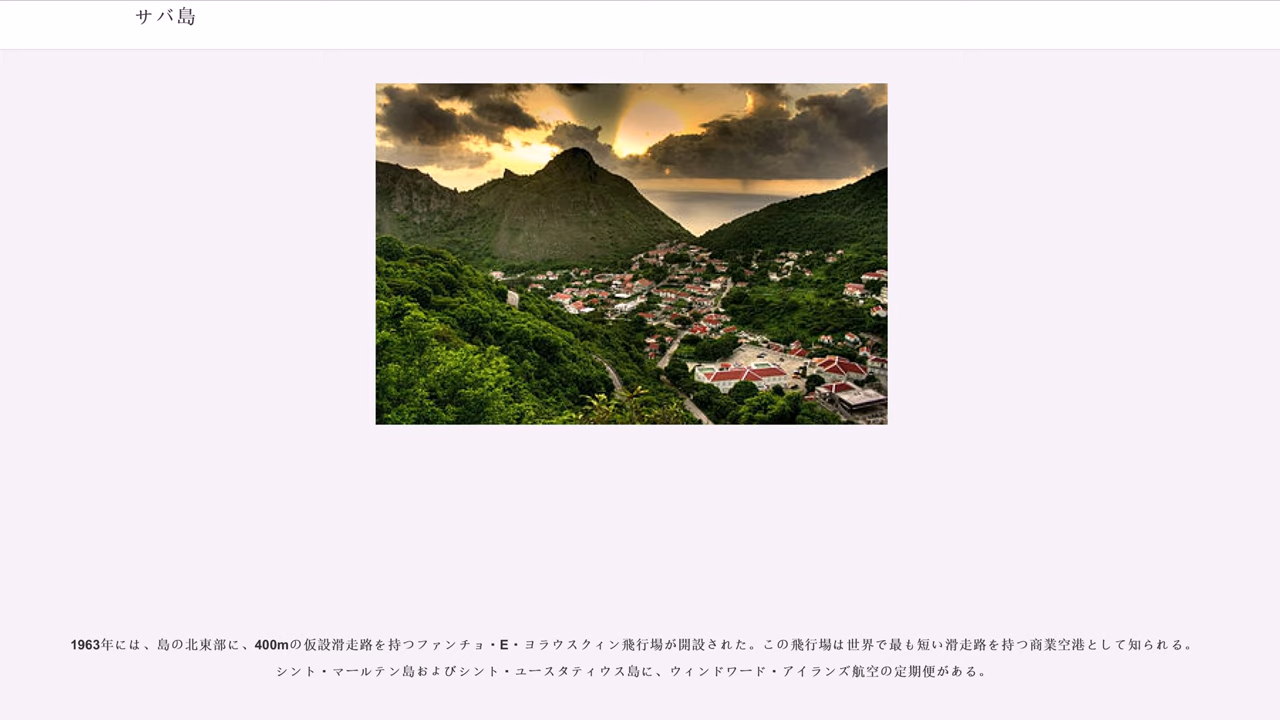 サバ島
1963年には、島の北東部に、400mの仮設滑走路を持つファンチョ・E・ヨラウスクィン飛行場が開設された。この飛行場は世界で最も短い滑走路を持つ商業空港として知られる。
シント・マールテン島およびシント・ユースタティウス島に、ウィンドワード・アイランズ航空の定期便がある。